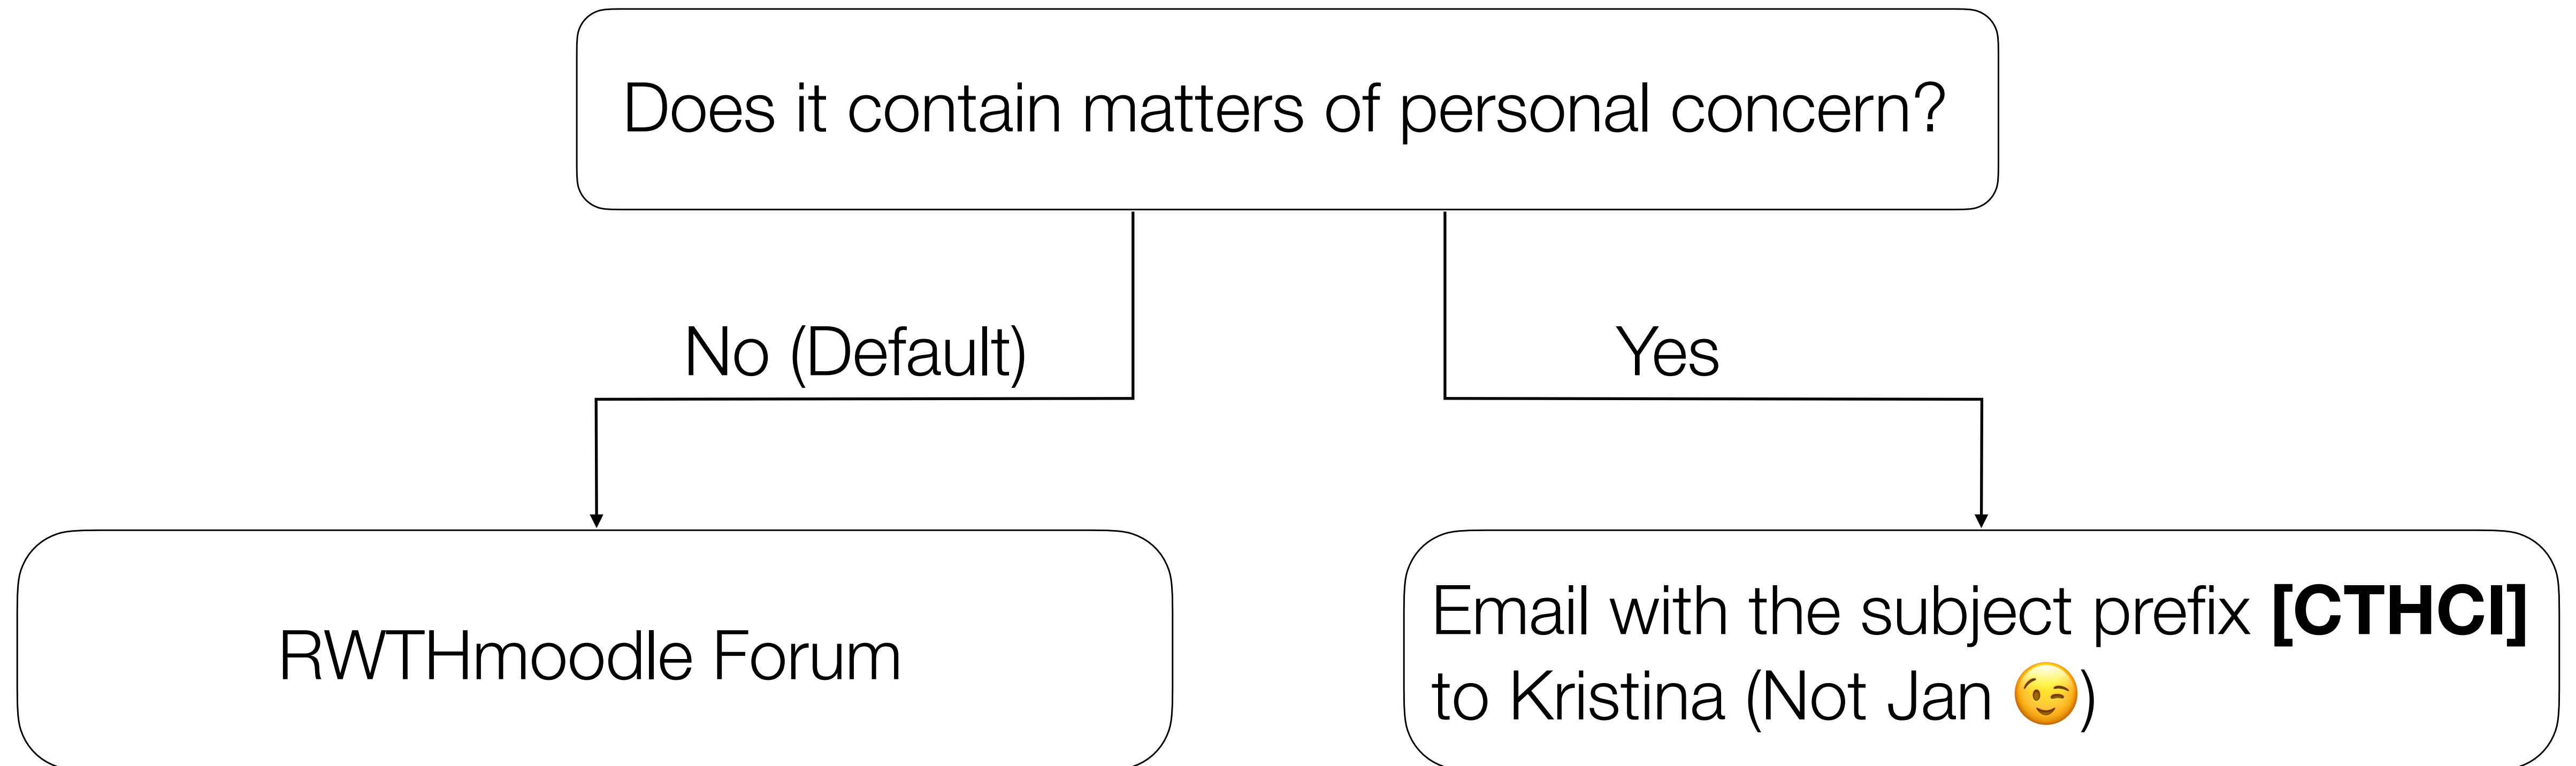 Does it contain matters of personal concern?
No (Default)
Yes
RWTHmoodle Forum
Email with the subject prefix [CTHCI]
to Kristina (Not Jan 😉)